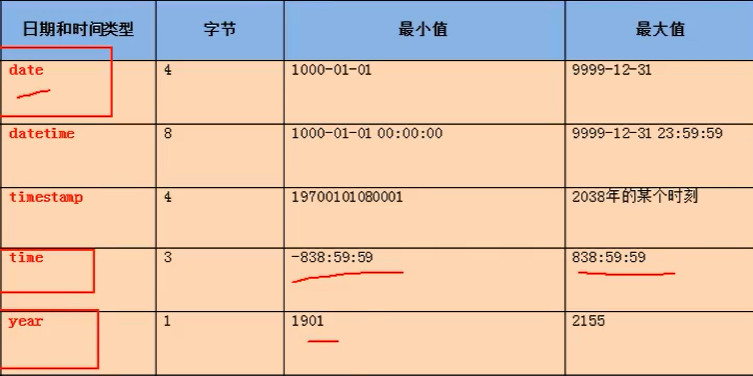 日期和时间类型 字节 最小值 最大值
date 4 1000-01-01 9999-12-31
datetime 8 1000-01-01 00:00:00 9999-12-31 23:59:59
timestamp 4 19700101080001 2038年的某个时刻
time 3 -838:59:59 838:59:59
year 1 1901 2155